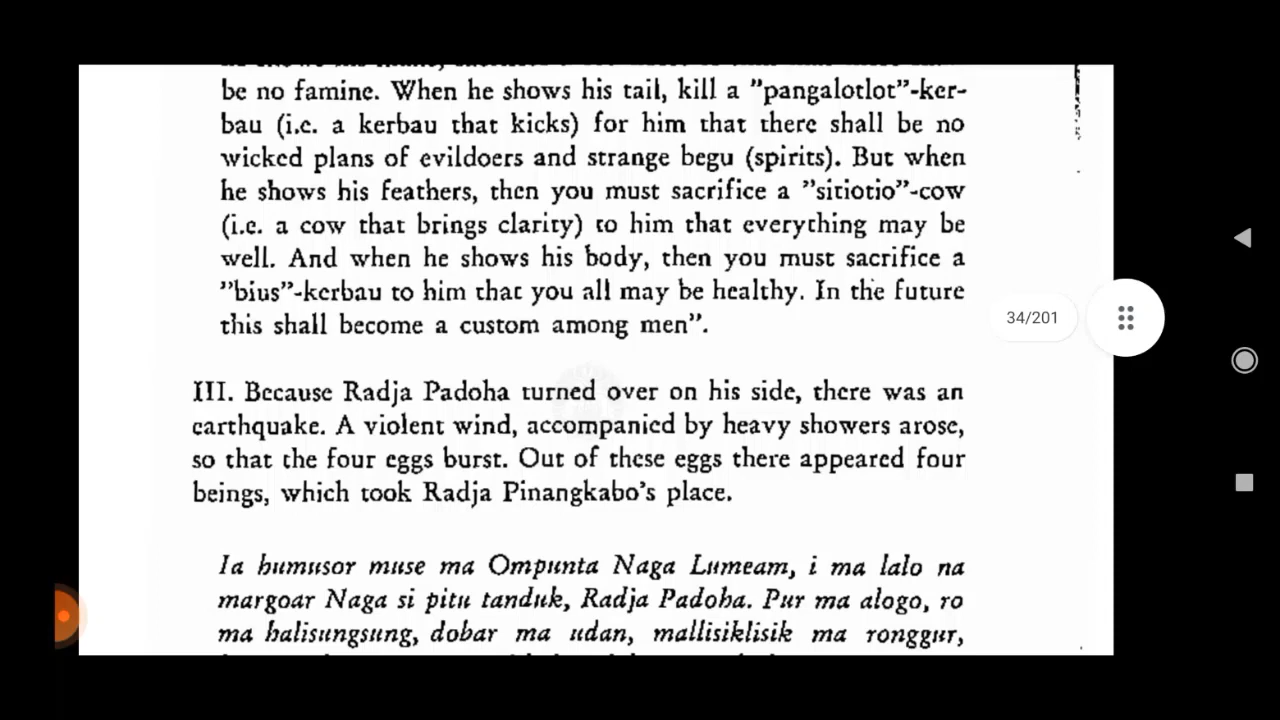 be no famine. When he shows his tail, kill a ”pangalotlot”-ker-
bau (i.e. a kerbau that kicks) for him that there shall be no
wicked plans of evildoers and strange begu (spirits). But when
he shows his feathers, then you must sacrifice a ”sitiotio”-cow
(i.e. a cow that brings clarity) to him that everything may be
well. And when he shows his body, then you must sacrifice a
”bius”-kerbau to him that you all may be healthy. In the future
this shall become a custom among men”.
34/201
III. Because Radja Padoha turned over on his side, there was an
earthquake. A violent wind, accompanied by heavy showers arose,
so that the four eggs burst. Out of these eggs there appeared four
beings, which took Radja Pinangkabo's place.
Ia humusor muse ma Ompunta Naga Lumeam, i ma lalo na
margoar Naga si pitu tanduk, Radja Padoha. Pur ma alogo, ro
ma halisungsung, dobar ma udan, mallisiklisik ma ronggur,